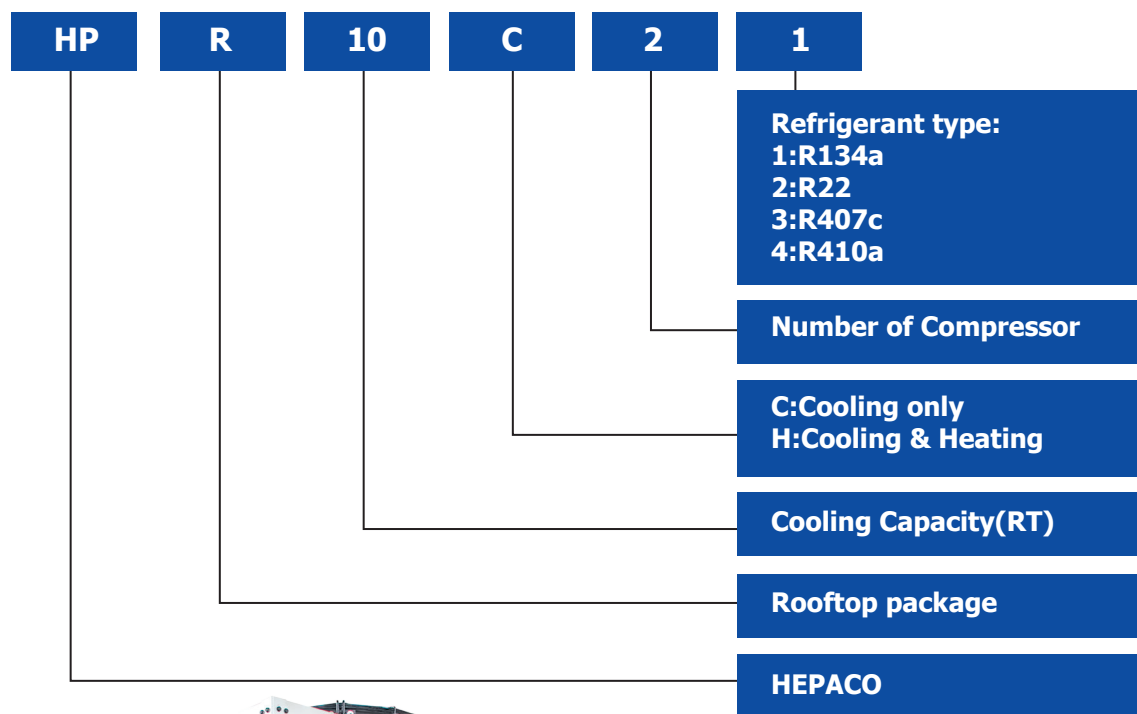 HP R 10 C 2 1
Refrigerant type:
1:R134a
2:R22
3:R407c
4:R410a
Number of Compressor
C:Cooling only
H:Cooling & Heating
Cooling Capacity(RT)
Rooftop package
HEPACO